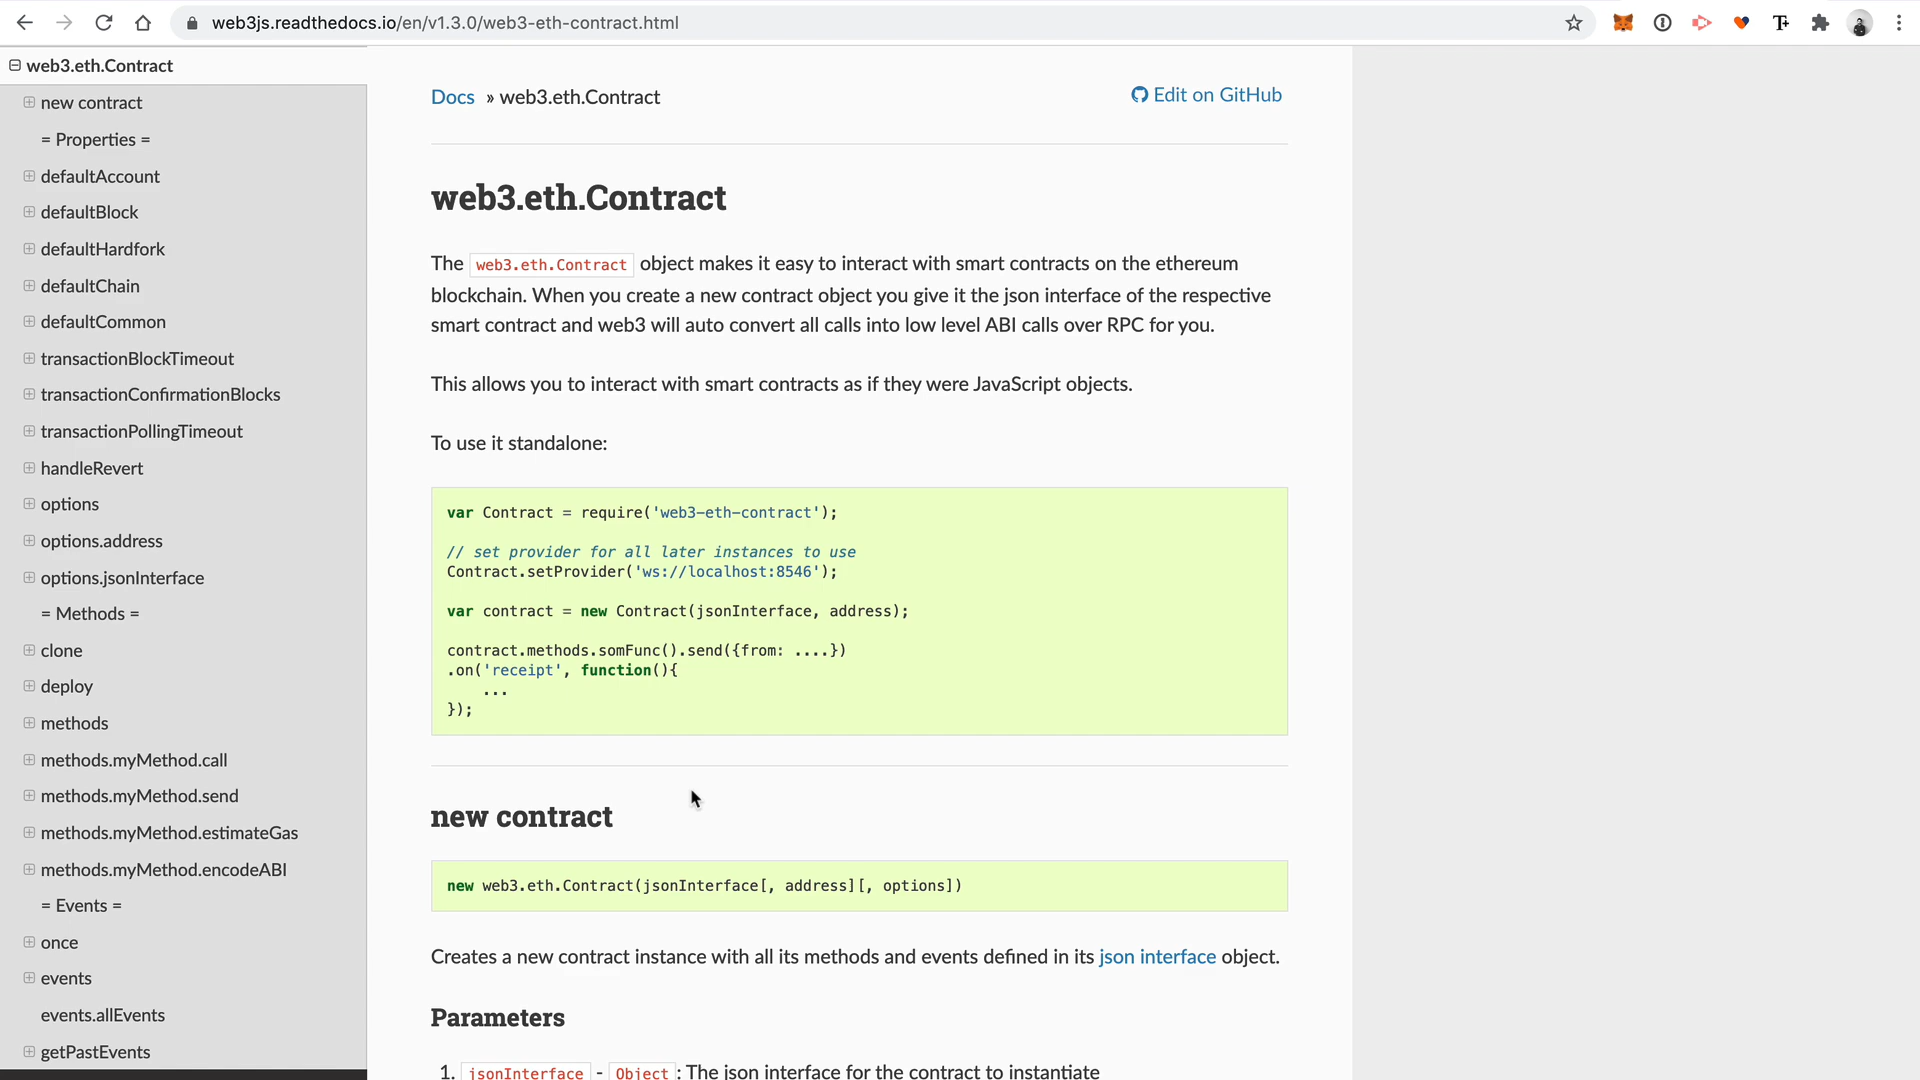 web3js.readthedocs.io/en/v1.3.0/web3-eth-contract.html
web3.eth.Contract
new contract
= Properties =
defaultAccount
defaultBlock
defaultHardfork
defaultChain
defaultCommon
transactionBlockTimeout
transactionConfirmationBlocks
transactionPollingTimeout
handleRevert
options
options.address
options.jsonInterface
= Methods =
clone
deploy
methods
methods.myMethod.call
methods.myMethod.send
methods.myMethod.estimateGas
methods.myMethod.encodeABI
= Events =
once
events
events.allEvents
getPastEvents
Docs » web3.eth.Contract
Edit on GitHub
web3.eth.Contract
The web3.eth.Contract object makes it easy to interact with smart contracts on the ethereum
blockchain. When you create a new contract object you give it the json interface of the respective
smart contract and web3 will auto convert all calls into low level ABI calls over RPC for you.
This allows you to interact with smart contracts as if they were JavaScript objects.
To use it standalone:
var Contract = require('web3-eth-contract');
// set provider for all later instances to use
Contract.setProvider('ws://localhost:8546');
var contract = new Contract(jsonInterface, address);
contract.methods.somFunc().send({from: ....})
.on('receipt', function(){
...
});
new contract
new web3.eth.Contract(jsonInterface[, address][, options])
Creates a new contract instance with all its methods and events defined in its json interface object.
Parameters
1. jsonInterface - Object : The json interface for the contract to instantiate